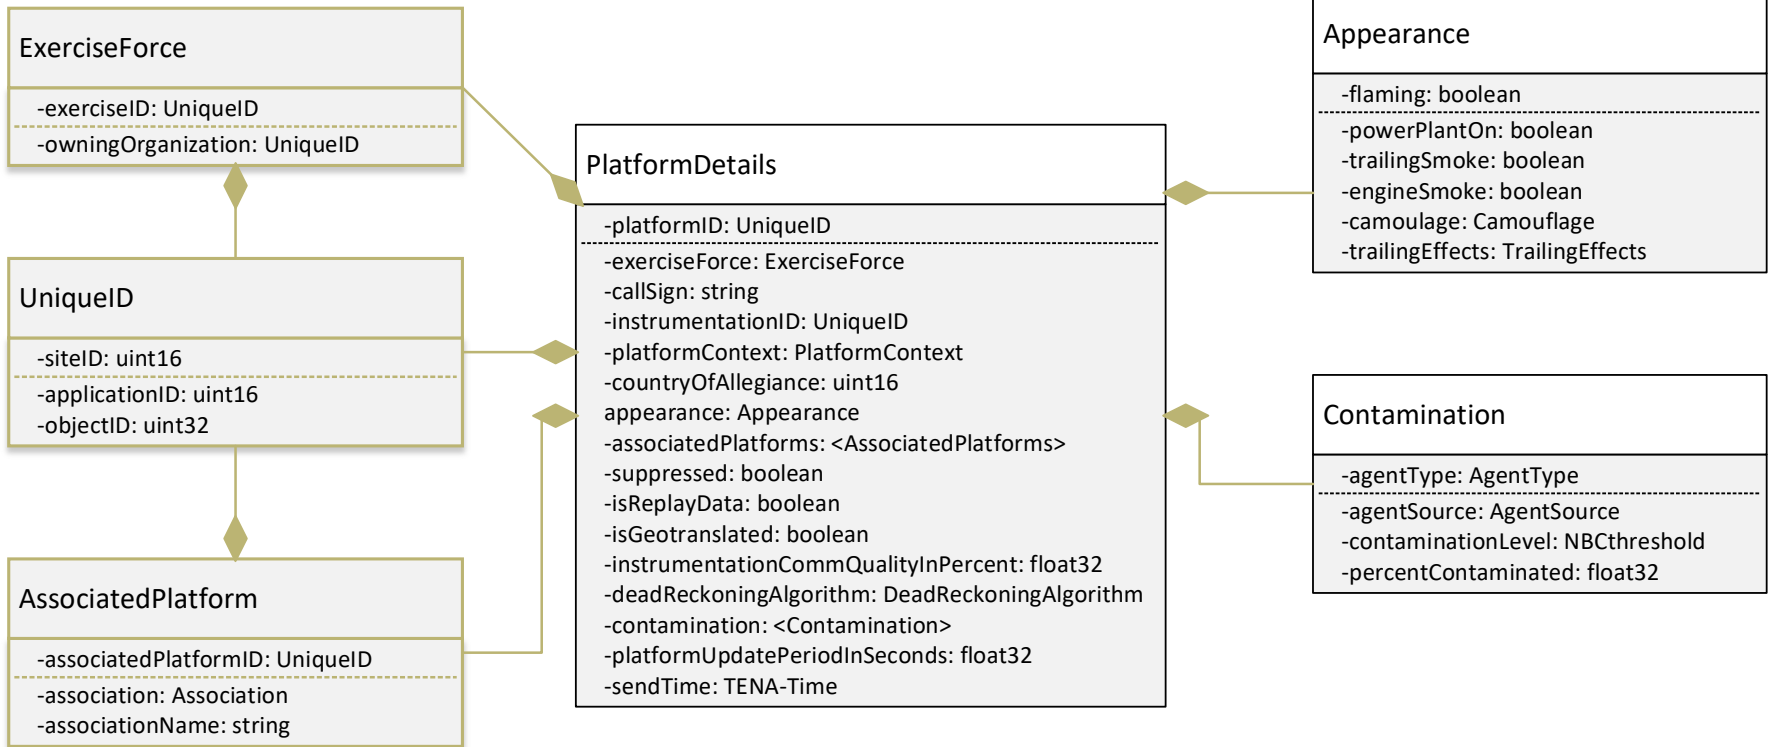 ExerciseForce
-exerciseID: UniqueID
-owningOrganization: UniqueID
UniqueID
-siteID: uint16
-applicationID: uint16
-objectID: uint32
AssociatedPlatform
-associatedPlatformID: UniqueID
-association: Association
-associationName: string
PlatformDetails
-platformID: UniqueID
-exerciseForce: ExerciseForce
-callSign: string
-instrumentationID: UniqueID
-platformContext: PlatformContext
-countryOfAllegiance: uint16
appearance: Appearance
-associatedPlatforms: <AssociatedPlatforms>
-suppressed: boolean
-isReplayData: boolean
-isGeotranslated: boolean
-instrumentationCommQualityInPercent: float32
-deadReckoningAlgorithm: DeadReckoningAlgorithm
-contamination: <Contamination>
-platformUpdatePeriodInSeconds: float32
-sendTime: TENA-Time
Appearance
-flaming: boolean
-powerPlantOn: boolean
-trailingSmoke: boolean
-engineSmoke: boolean
-camoulage: Camouflage
-trailingEffects: TrailingEffects
Contamination
-agentType: AgentType
-agentSource: AgentSource
-contaminationLevel: NBCthreshold
-percentContaminated: float32